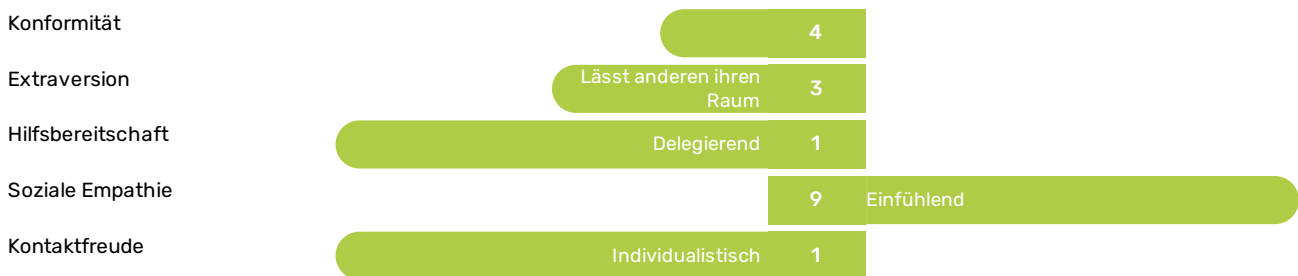 Konformität
4
Extraversion
Lässt anderen ihren
Raum
3
Hilfsbereitschaft
Delegierend
1
Soziale Empathie
9
Einfühlend
Kontaktfreude
Individualistisch
1